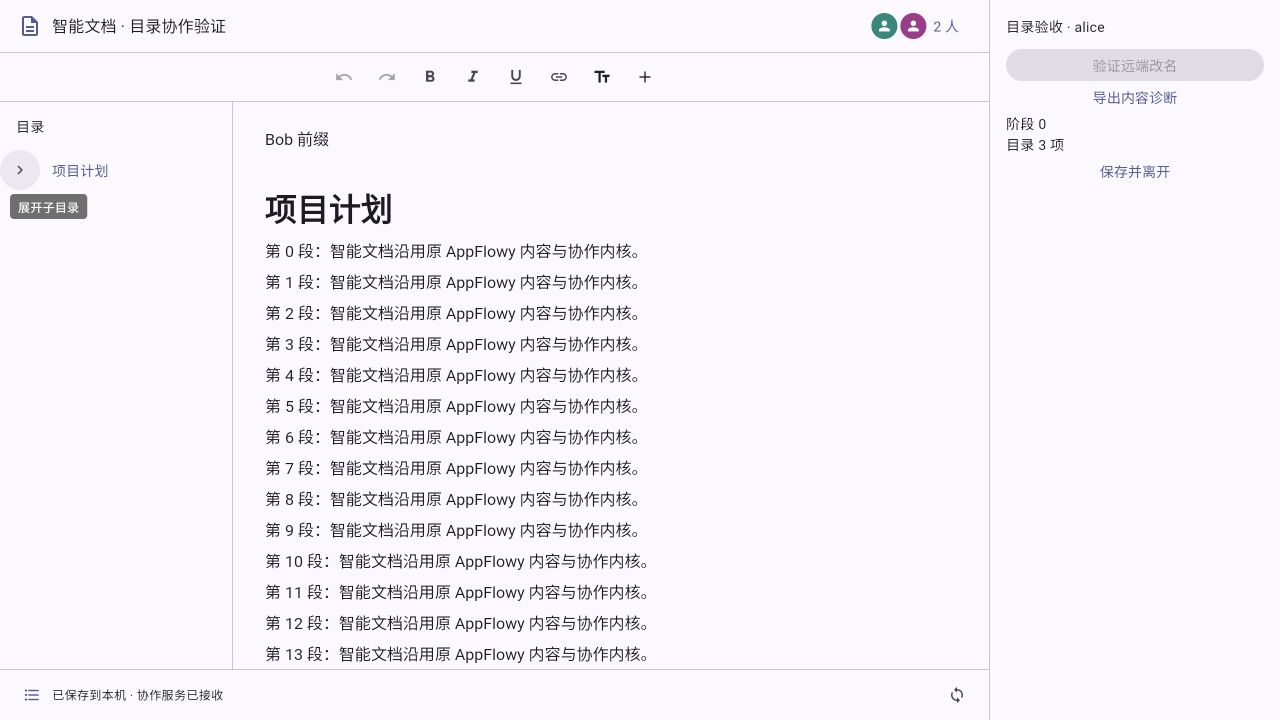 智能文档 · 目录协作验证
2 人
目录
项目计划
展开子目录
Bob 前缀
项目计划
第 0 段：智能文档沿用原 AppFlowy 内容与协作内核。
第 1 段：智能文档沿用原 AppFlowy 内容与协作内核。
第 2 段：智能文档沿用原 AppFlowy 内容与协作内核。
第 3 段：智能文档沿用原 AppFlowy 内容与协作内核。
第 4 段：智能文档沿用原 AppFlowy 内容与协作内核。
第 5 段：智能文档沿用原 AppFlowy 内容与协作内核。
第 6 段：智能文档沿用原 AppFlowy 内容与协作内核。
第 7 段：智能文档沿用原 AppFlowy 内容与协作内核。
第 8 段：智能文档沿用原 AppFlowy 内容与协作内核。
第 9 段：智能文档沿用原 AppFlowy 内容与协作内核。
第 10 段：智能文档沿用原 AppFlowy 内容与协作内核。
第 11 段：智能文档沿用原 AppFlowy 内容与协作内核。
第 12 段：智能文档沿用原 AppFlowy 内容与协作内核。
第 13 段：智能文档沿用原 AppFlowy 内容与协作内核。
已保存到本机 · 协作服务已接收
目录验收 · alice
验证远端改名
导出内容诊断
阶段 0
目录 3 项
保存并离开